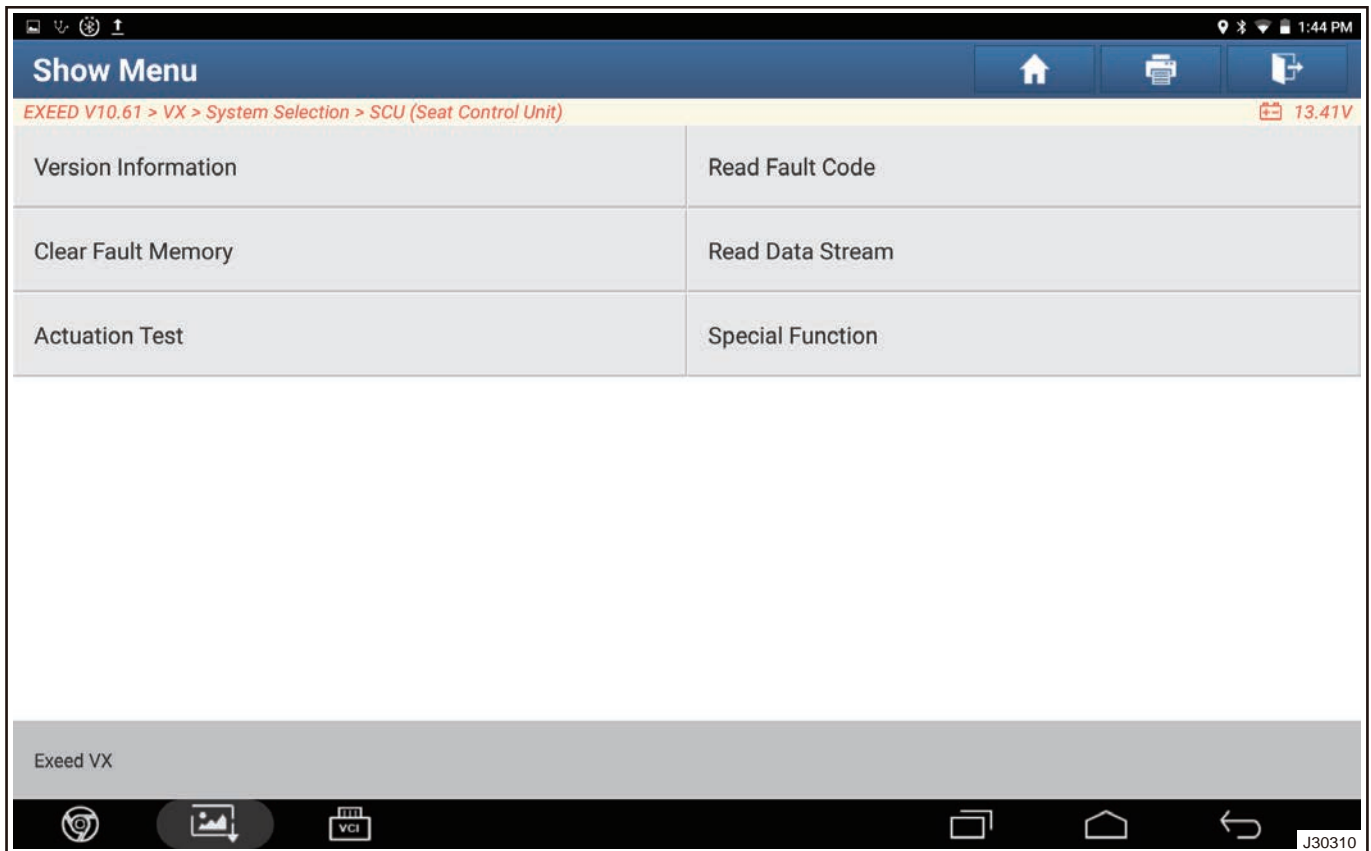 1:44 PM
Show Menu
EXEED V10.61 > VX > System Selection > SCU (Seat Control Unit)
13.41V
Version Information
Read Fault Code
Clear Fault Memory
Read Data Stream
Actuation Test
Special Function
Exeed VX
VCI
J30310